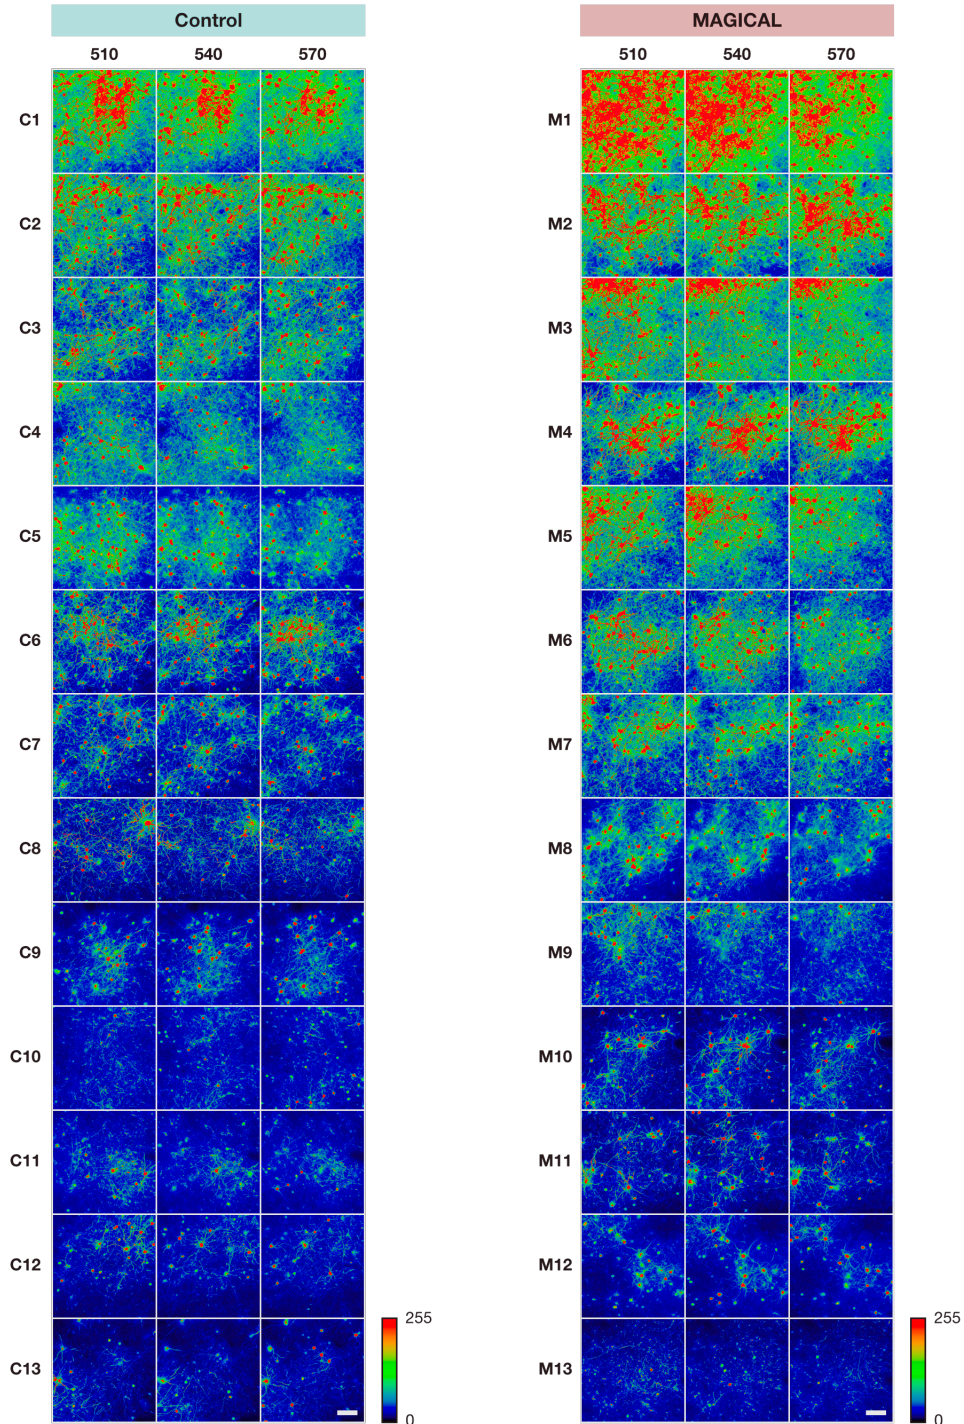 Control MAGICAL
510 540 570 510 540 570
C1 M1
C2 M2
C3 M3
C4 M4
C5 M5
C6 M6
C7 M7
C8 M8
C9 M9
C10 M10
C11 M11
C12 M12
255 255
C13 M13
0 0